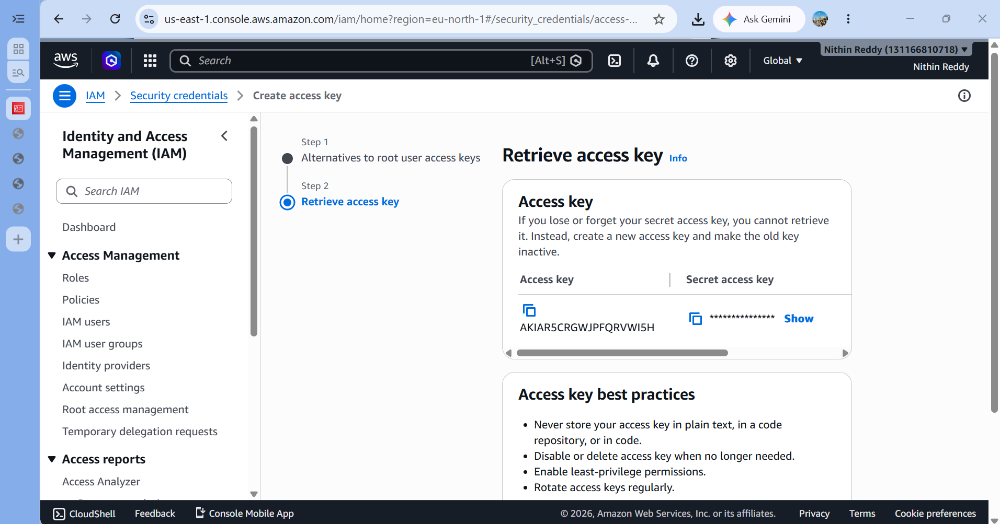 us-east-1.console.aws.amazon.com/iam/home?region=eu-north-1#/security_credentials/access-...
Ask Gemini
aws
Search
[Alt+S]
Global
Nithin Reddy (131166810718)
Nithin Reddy
IAM
Security credentials
Create access key
Identity and Access
Management (IAM)
Search IAM
Dashboard
Access Management
Roles
Policies
IAM users
IAM user groups
Identity providers
Account settings
Root access management
Temporary delegation requests
Access reports
Access Analyzer
Step 1
Alternatives to root user access keys
Step 2
Retrieve access key
Retrieve access key Info
Access key
If you lose or forget your secret access key, you cannot retrieve
it. Instead, create a new access key and make the old key
inactive.
Access key
Secret access key
AKIAR5CRGWJPFQRVWI5H
*************** Show
Access key best practices
• Never store your access key in plain text, in a code
repository, or in code.
• Disable or delete access key when no longer needed.
• Enable least-privilege permissions.
• Rotate access keys regularly.
CloudShell
Feedback
Console Mobile App
© 2026, Amazon Web Services, Inc. or its affiliates.
Privacy
Terms
Cookie preferences